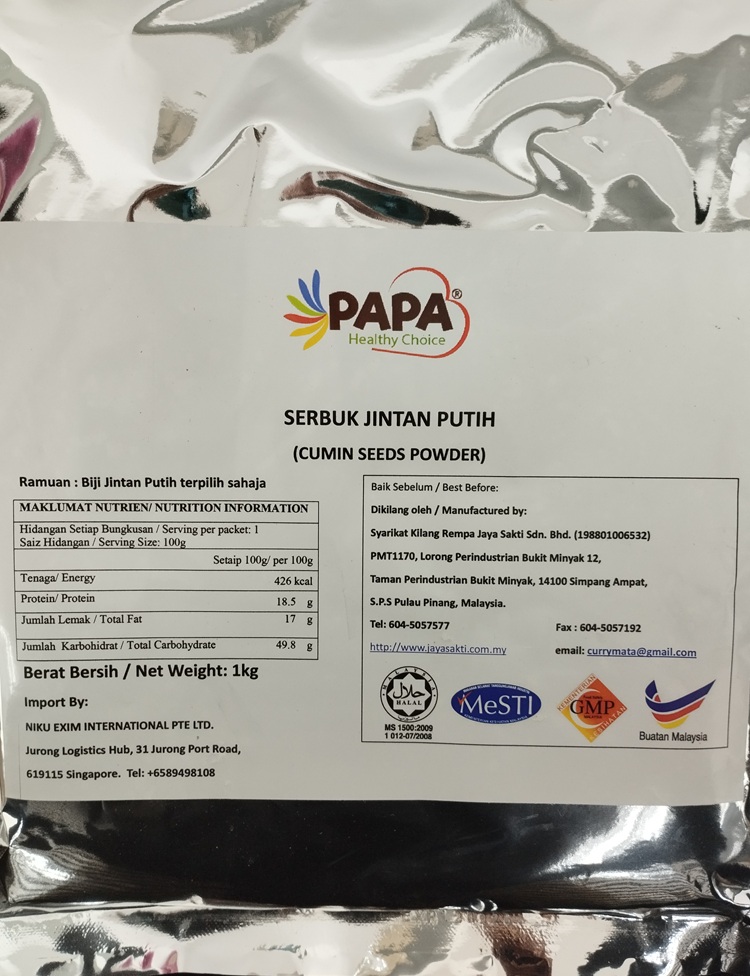 PAPA®
Healthy Choice
SERBUK JINTAN PUTIH
(CUMIN SEEDS POWDER)
Ramuan : Biji Jintan Putih terpilih sahaja
MAKLUMAT NUTRIEN/ NUTRITION INFORMATION
Hidangan Setiap Bungkusan / Serving per packet: 1
Saiz Hidangan / Serving Size: 100g
Setaip 100g/ per 100g
Tenaga/ Energy 426 kcal
Protein/ Protein 18.5 g
Jumlah Lemak / Total Fat 17 g
Jumlah Karbohidrat / Total Carbohydrate 49.8 g
Berat Bersih / Net Weight: 1kg
Import By:
NIKU EXIM INTERNATIONAL PTE LTD.
Jurong Logistics Hub, 31 Jurong Port Road,
619115 Singapore. Tel: +6589498108
Baik Sebelum / Best Before:
Dikilang oleh / Manufactured by:
Syarikat Kilang Rempa Jaya Sakti Sdn. Bhd. (198801006532)
PMT1170, Lorong Perindustrian Bukit Minyak 12,
Taman Perindustrian Bukit Minyak, 14100 Simpang Ampat,
S.P.S Pulau Pinang, Malaysia.
Tel: 604-5057577 Fax : 604-5057192
http://www.jayasakti.com.my email: currymata@gmail.com
MALAYSIA
حلال
HALAL
MS 1500:2009
1 012-07/2008
MeSTI
KEMENTERIAN
GMP
Buatan Malaysia